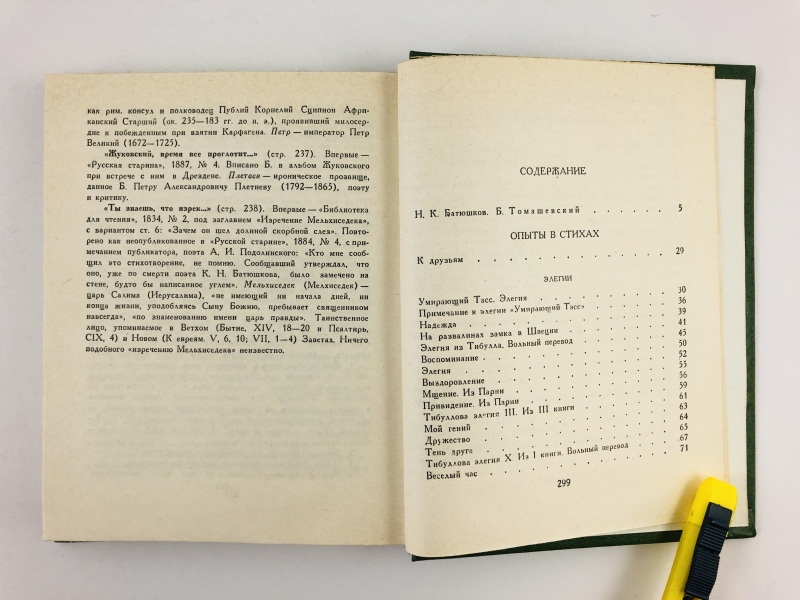 как рим. консул и полководец Публий Корнелий Сципион Афри-
канский Старший (ок. 235—183 гг. до н. э.), проявивший милосер-
дие к побежденным при взятии Карфагена. Петр — император Петр
Великий (1672—1725).
«Жуковский, время все проглотит...» (стр. 237). Впервые —
«Русская старина», 1887, № 4. Вписано Б. в альбом Жуковского
при встрече с ним в Дрездене. Плетаев — ироническое прозвище,
данное Б. Петру Александровичу Плетневу (1792—1865), поэту
и критику.
«Ты знаешь, что изрек...» (стр. 238). Впервые — «Библиотека
для чтения», 1834, № 2, под заглавием «Изречение Мельхиседека»,
с вариантом ст. 6: «Зачем он шел долиной скорбной слез». Повто-
рено как неопубликованное в «Русской старине», 1884, № 4, с при-
мечанием публикатора, поэта А. И. Подолинского: «Кто мне сооб-
щил это стихотворение, не помню. Сообщавший утверждал, что
оно, уже по смерти поэта К. Н. Батюшкова, было замечено на
стене, будто бы написанное углем». Мельхиседек (Мелхиседек) —
царь Салима (Иерусалима), «не имеющий ни начала дней, ни
конца жизни, уподобляясь Сыну Божию, пребывает священником
навсегда», «по знаменованию имени царь правды». Таинственное
лицо, упоминаемое в Ветхом (Бытие, XIV, 18—20 и Псалтирь,
CIX, 4) и Новом (К евреям. V, 6, 10; VII, 1—4) Заветах. Ничего
подобного «изречению Мельхиседека» неизвестно.
СОДЕРЖАНИЕ
Н. К. Батюшков. Б. Томашевский . . . . . . 5
ОПЫТЫ В СТИХАХ
К друзьям . . . . . . . . . . . 29
ЭЛЕГИИ
Умирающий Тасс. Элегия . . . . . . . . 30
Примечание к элегии «Умирающий Тасс» . . . . . 36
Надежда . . . . . . . . . . . 39
На развалинах замка в Швеции . . . . . . 41
Элегия из Тибулла. Вольный перевод . . . . . . 45
Воспоминание . . . . . . . . . . 50
Элегия . . . . . . . . . . . 52
Выздоровление . . . . . . . . . . 55
Мщение. Из Парни . . . . . . . . . 56
Привидение. Из Парни . . . . . . . . 59
Тибуллова элегия III. Из III книги . . . . . . 61
Мой гений . . . . . . . . . . . 63
Дружество . . . . . . . . . . . 64
Тень друга . . . . . . . . . . . 65
Тибуллова элегия X. Из I книги. Вольный перевод . . . 67
Веселый час . . . . . . . . . . . 71
299